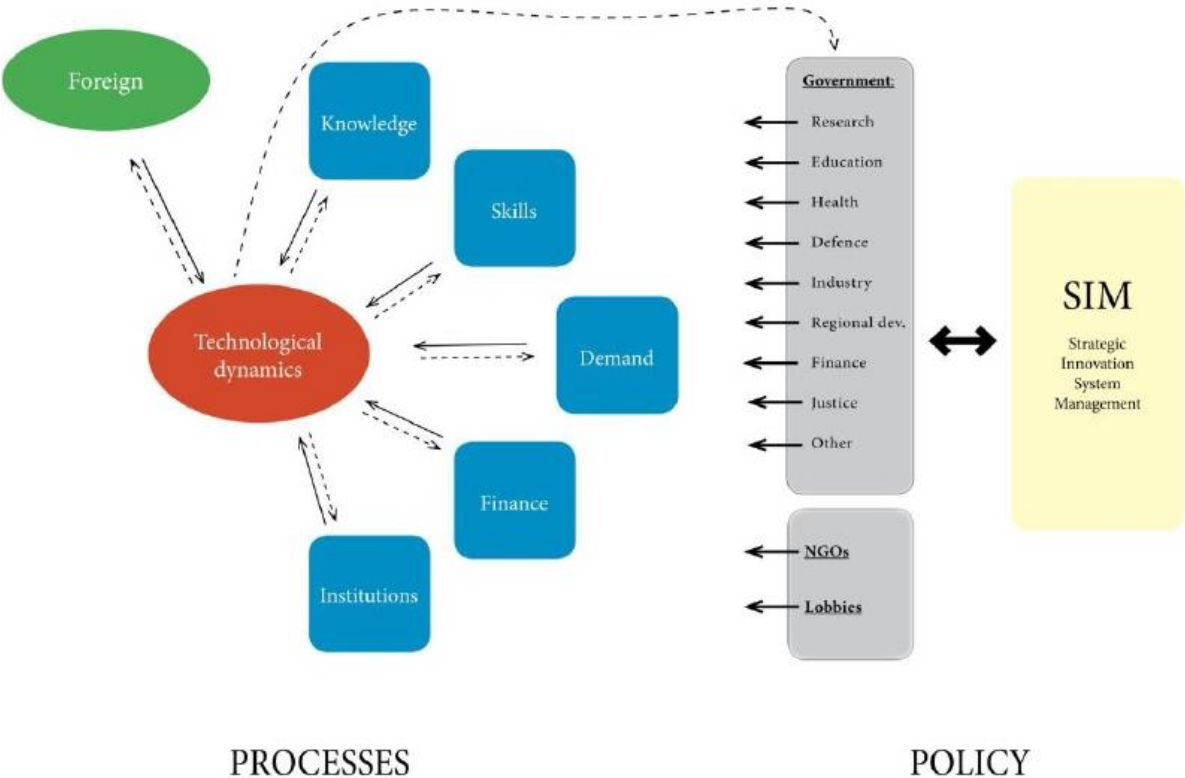 Foreign
Knowledge
Skills
Technological
dynamics
Demand
Finance
Institutions
Government:
Research
Education
Health
Defence
Industry
Regional dev.
Finance
Justice
Other
NGOs
Lobbies
SIM
Strategic
Innovation
System
Management
PROCESSES
POLICY